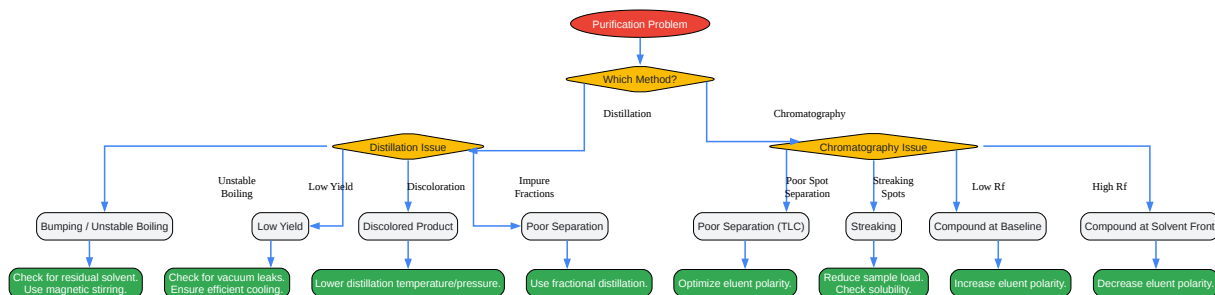 Purification Problem
Which Method?
Distillation
Chromatography
Distillation Issue
Chromatography Issue
Unstable
Boiling
Low Yield
Discoloration
Impure
Fractions
Poor Spot
Separation
Streaking
Spots
Low Rf
High Rf
Bumping / Unstable Boiling
Low Yield
Discolored Product
Poor Separation
Poor Separation (TLC)
Streaking
Compound at Baseline
Compound at Solvent Front
Check for residual solvent.
Use magnetic stirring.
Check for vacuum leaks.
Ensure efficient cooling.
Lower distillation temperature/pressure.
Use fractional distillation.
Optimize eluent polarity.
Reduce sample load.
Check solubility.
Increase eluent polarity.
Decrease eluent polarity.